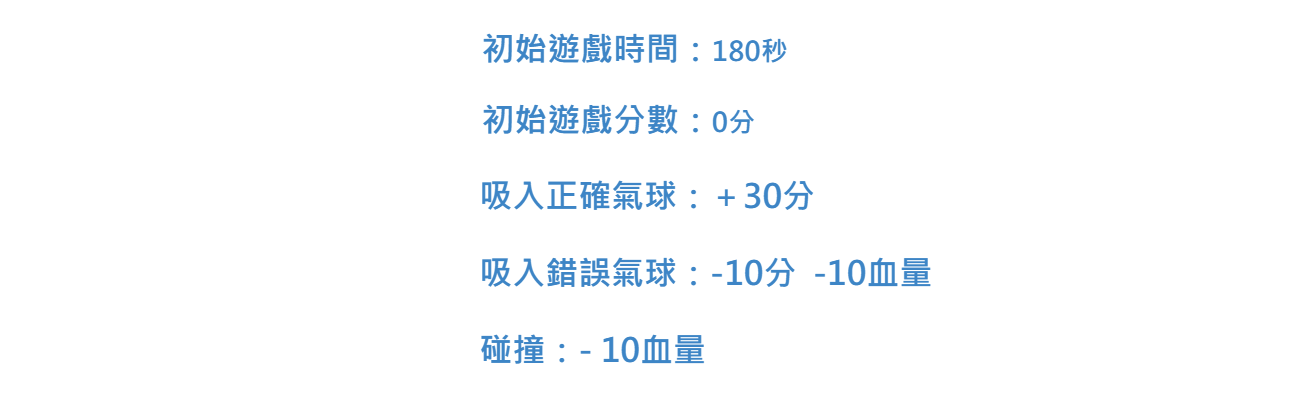 初始遊戲時間：180秒
初始遊戲分數：0分
吸入正確氣球：＋30分
吸入錯誤氣球：-10分 -10血量
碰撞：- 10血量